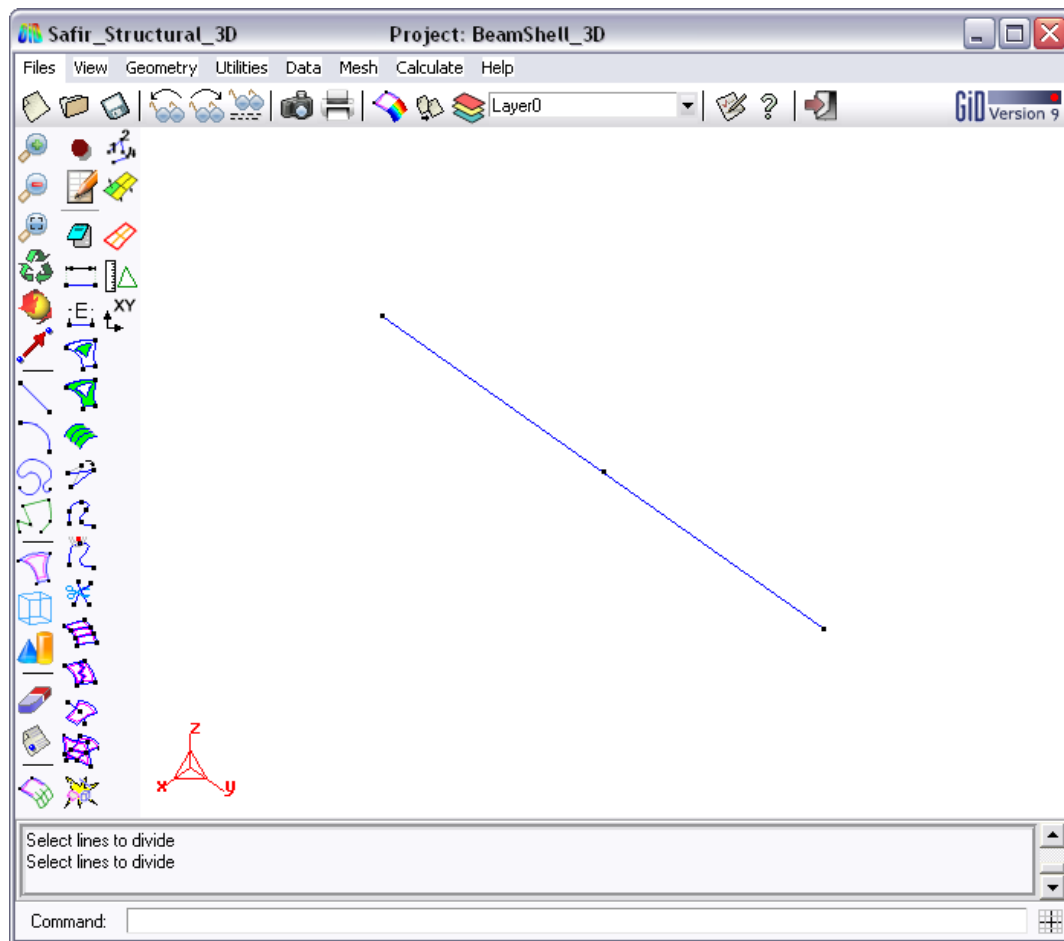 Safir_Structural_3D Project: BeamShell_3D
Files View Geometry Utilities Data Mesh Calculate Help
Layer0 ? GiD Version 9
2
E XY
z
x y
Select lines to divide
Select lines to divide
Command: